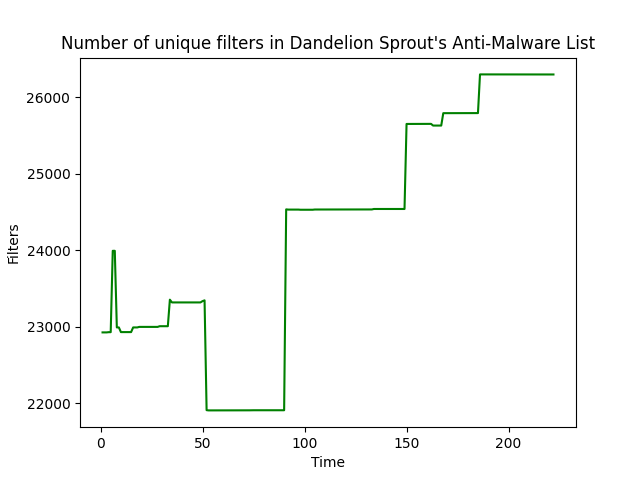 Number of unique filters in Dandelion Sprout's Anti-Malware List
Filters
26000
25000
24000
23000
22000
0 50 100 150 200
Time